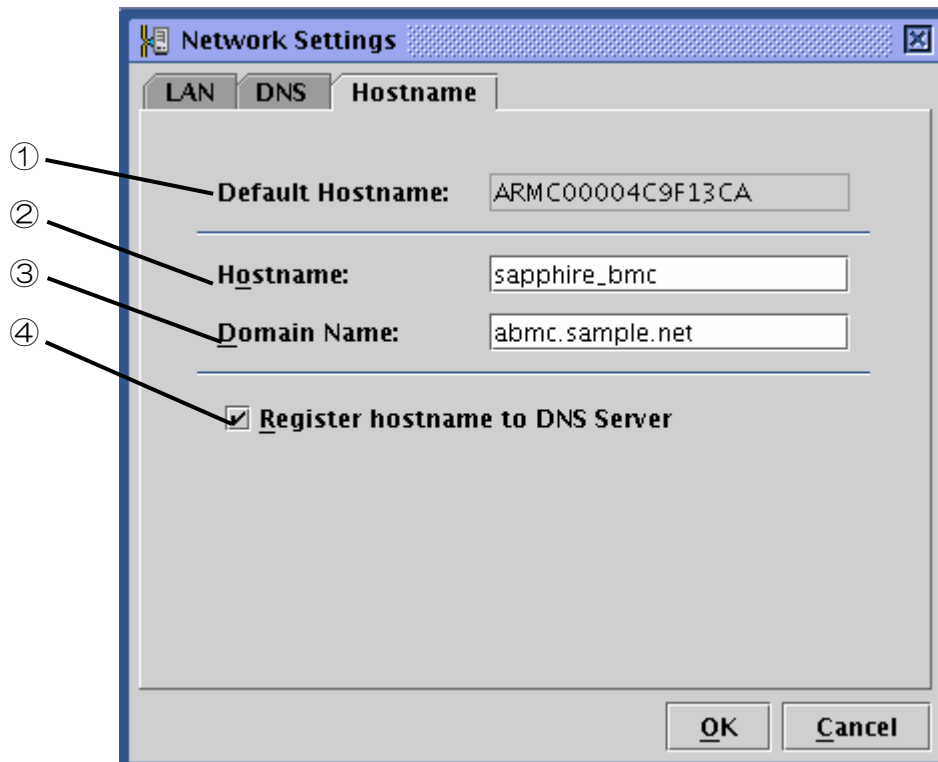 Network Settings
LAN DNS Hostname
① Default Hostname: ARMC00004C9F13CA
② Hostname: sapphire_bmc
③ Domain Name: abmc.sample.net
④ Register hostname to DNS Server
OK Cancel